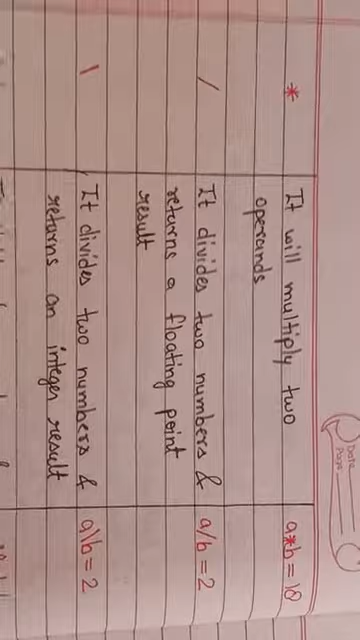 Date
Page
* It will multiply two a*b = 18
operands
/ It divides two numbers & a/b = 2
returns a floating point
result
\ It divides two numbers & a\b = 2
returns an integer result